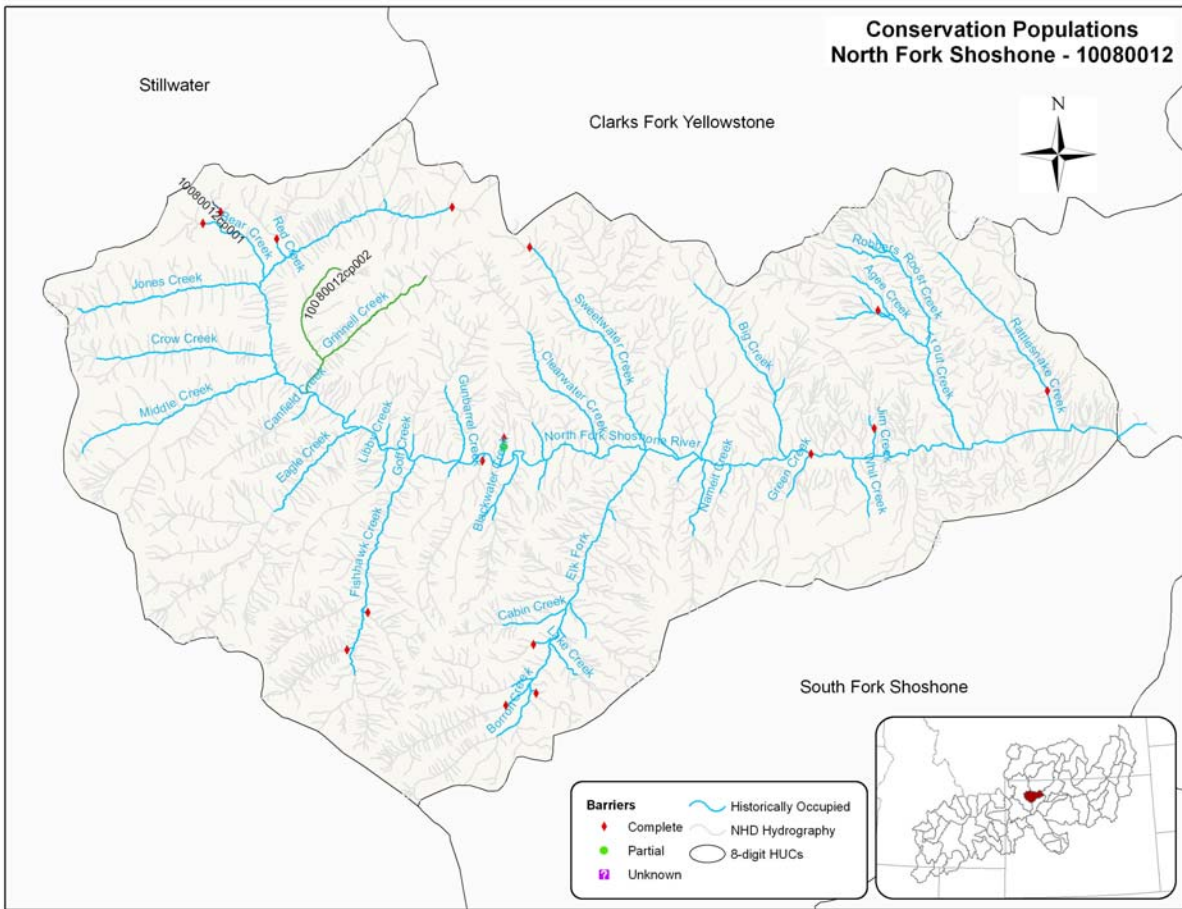 Conservation Populations
North Fork Shoshone - 10080012
Stillwater
Clarks Fork Yellowstone
N
10080012cp001
Bear Creek
Red Creek
Jones Creek
Crow Creek
Middle Creek
10080012cp002
Grinnell Creek
Canfield Creek
Eagle Creek
Libby Creek
Goff Creek
Gunbarrel Creek
Blackwater Creek
Fishhawk Creek
Clearwater Creek
Sweetwater Creek
North Fork Shoshone River
Big Creek
Nameit Creek
Green Creek
Jim Creek
Whit Creek
Robbers Roost Creek
Agee Creek
Trout Creek
Rattlesnake Creek
Elk Fork
Cabin Creek
Lake Creek
Borron Creek
South Fork Shoshone
Barriers
Complete
Partial
? Unknown
Historically Occupied
NHD Hydrography
8-digit HUCs